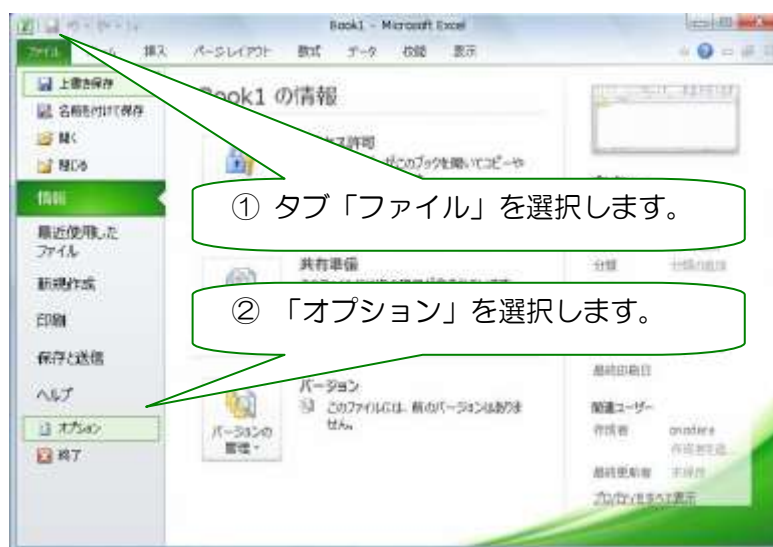 Book1 - Microsoft Excel
ファイル 挿入 ページレイアウト 数式 データ 校閲 表示
上書き保存
名前を付けて保存
開く
閉じる
情報
最近使用した
ファイル
新規作成
印刷
保存と送信
ヘルプ
オプション
終了
Book1 の情報
① タブ「ファイル」を選択します。
共有準備
② 「オプション」を選択します。
バージョン
このファイルには、前のバージョンはありま
せん。
バージョンの
管理
分類
最終印刷日
関連ユーザー
作成者
最終更新者
プロパティをすべて表示